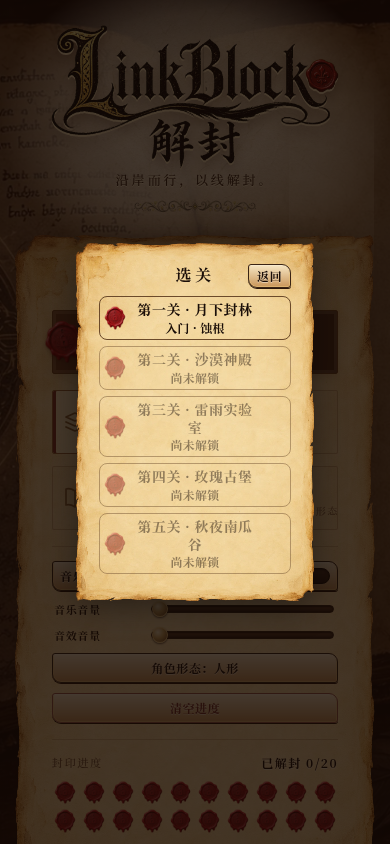 LinkBlock
解封
沿岸而行，以线解封。
选关
返回
第一关 · 月下封林
入门 · 蚀根
第二关 · 沙漠神殿
尚未解锁
第三关 · 雷雨实验
室
尚未解锁
第四关 · 玫瑰古堡
尚未解锁
第五关 · 秋夜南瓜
谷
尚未解锁
形态
音乐音量
音效音量
角色形态：人形
清空进度
封印进度
已解封 0/20